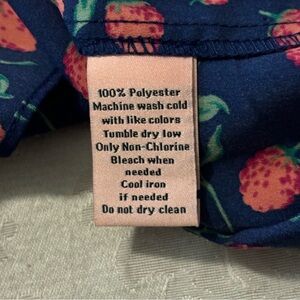 100% Polyester
Machine wash cold
with like colors
Tumble dry low
Only Non-Chlorine
Bleach when
needed
Cool iron
if needed
Do not dry clean